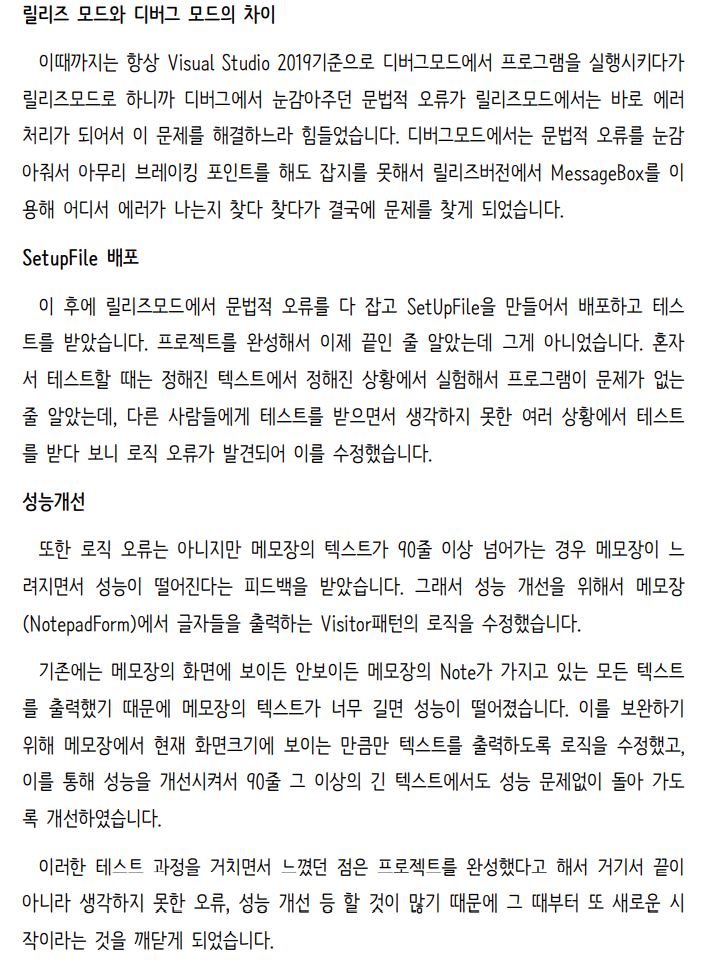 릴리즈 모드와 디버그 모드의 차이
이때까지는 항상 Visual Studio 2019기준으로 디버그모드에서 프로그램을 실행시키다가
릴리즈모드로 하니까 디버그에서 눈감아주던 문법적 오류가 릴리즈모드에서는 바로 에러
처리가 되어서 이 문제를 해결하느라 힘들었습니다. 디버그모드에서는 문법적 오류를 눈감
아줘서 아무리 브레이킹 포인트를 해도 잡지를 못해서 릴리즈버전에서 MessageBox를 이
용해 어디서 에러가 나는지 찾다 찾다가 결국에 문제를 찾게 되었습니다.
SetupFile 배포
이 후에 릴리즈모드에서 문법적 오류를 다 잡고 SetUpFile을 만들어서 배포하고 테스
트를 받았습니다. 프로젝트를 완성해서 이제 끝인 줄 알았는데 그게 아니었습니다. 혼자
서 테스트할 때는 정해진 텍스트에서 정해진 상황에서 실험해서 프로그램이 문제가 없는
줄 알았는데, 다른 사람들에게 테스트를 받으면서 생각하지 못한 여러 상황에서 테스트
를 받다 보니 로직 오류가 발견되어 이를 수정했습니다.
성능개선
또한 로직 오류는 아니지만 메모장의 텍스트가 90줄 이상 넘어가는 경우 메모장이 느
려지면서 성능이 떨어진다는 피드백을 받았습니다. 그래서 성능 개선을 위해서 메모장
(NotepadForm)에서 글자들을 출력하는 Visitor패턴의 로직을 수정했습니다.
기존에는 메모장의 화면에 보이든 안보이든 메모장의 Note가 가지고 있는 모든 텍스트
를 출력했기 때문에 메모장의 텍스트가 너무 길면 성능이 떨어졌습니다. 이를 보완하기
위해 메모장에서 현재 화면크기에 보이는 만큼만 텍스트를 출력하도록 로직을 수정했고,
이를 통해 성능을 개선시켜서 90줄 그 이상의 긴 텍스트에서도 성능 문제없이 돌아 가도
록 개선하였습니다.
이러한 테스트 과정을 거치면서 느꼈던 점은 프로젝트를 완성했다고 해서 거기서 끝이
아니라 생각하지 못한 오류, 성능 개선 등 할 것이 많기 때문에 그 때부터 또 새로운 시
작이라는 것을 깨닫게 되었습니다.